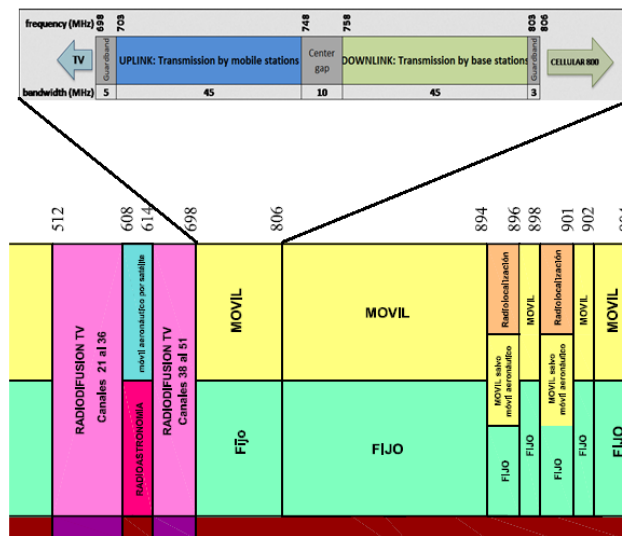 frequency (MHz)
698
703
748
758
803
806
TV
Guardband
UPLINK: Transmission by mobile stations
Center
gap
DOWNLINK: Transmission by base stations
Guardband
CELLULAR 800
bandwidth (MHz)
5
45
10
45
3
512
608
614
698
806
894
896
898
901
902
RADIODIFUSION TV
Canales 21 al 36
móvil aeronáutico por satélite
RADIOASTRONOMIA
RADIODIFUSION TV
Canales 38 al 51
MOVIL
Fijo
MOVIL
FIJO
Radiolocalización
MOVIL salvo
móvil aeronáutico
FIJO
MOVIL
FIJO
Radiolocalización
MOVIL salvo
móvil aeronáutico
FIJO
MOVIL
FIJO
MOVIL
FIJO